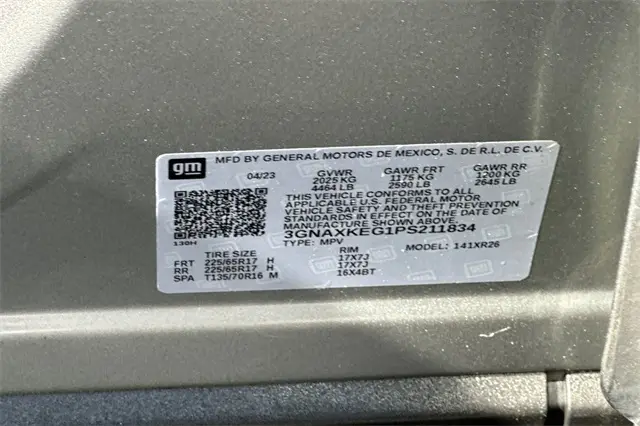 gm MFD BY GENERAL MOTORS DE MEXICO, S. DE R.L. DE C.V.
04/23 GVWR GAWR FRT GAWR RR
2025 KG 1175 KG 1200 KG
4464 LB 2590 LB 2645 LB
THIS VEHICLE CONFORMS TO ALL
APPLICABLE U.S. FEDERAL MOTOR
VEHICLE SAFETY AND THEFT PREVENTION
STANDARDS IN EFFECT ON THE DATE OF
MANUFACTURE SHOWN ABOVE.
3GNAXKEG1PS211834
130H TYPE: MPV MODEL: 141XR26
TIRE SIZE RIM
FRT 225/65R17 H 17X7J
RR 225/65R17 H 17X7J
SPA T135/70R16 M 16X4BT